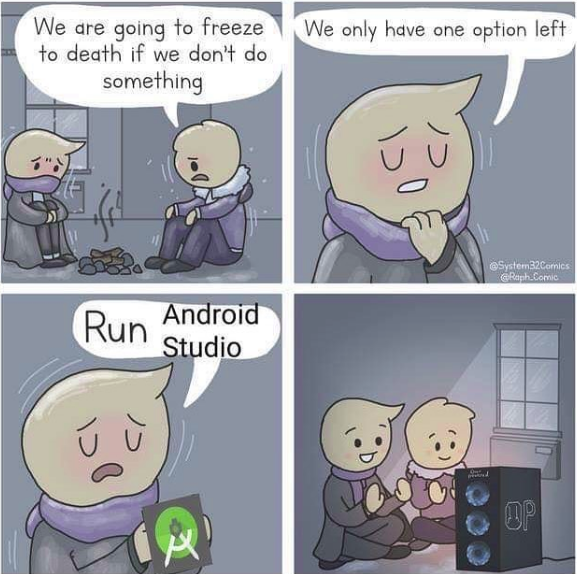 We are going to freeze
to death if we don't do
something
We only have one option left
@System32Comics
@Raph_Comic
Run Android
Studio
OP